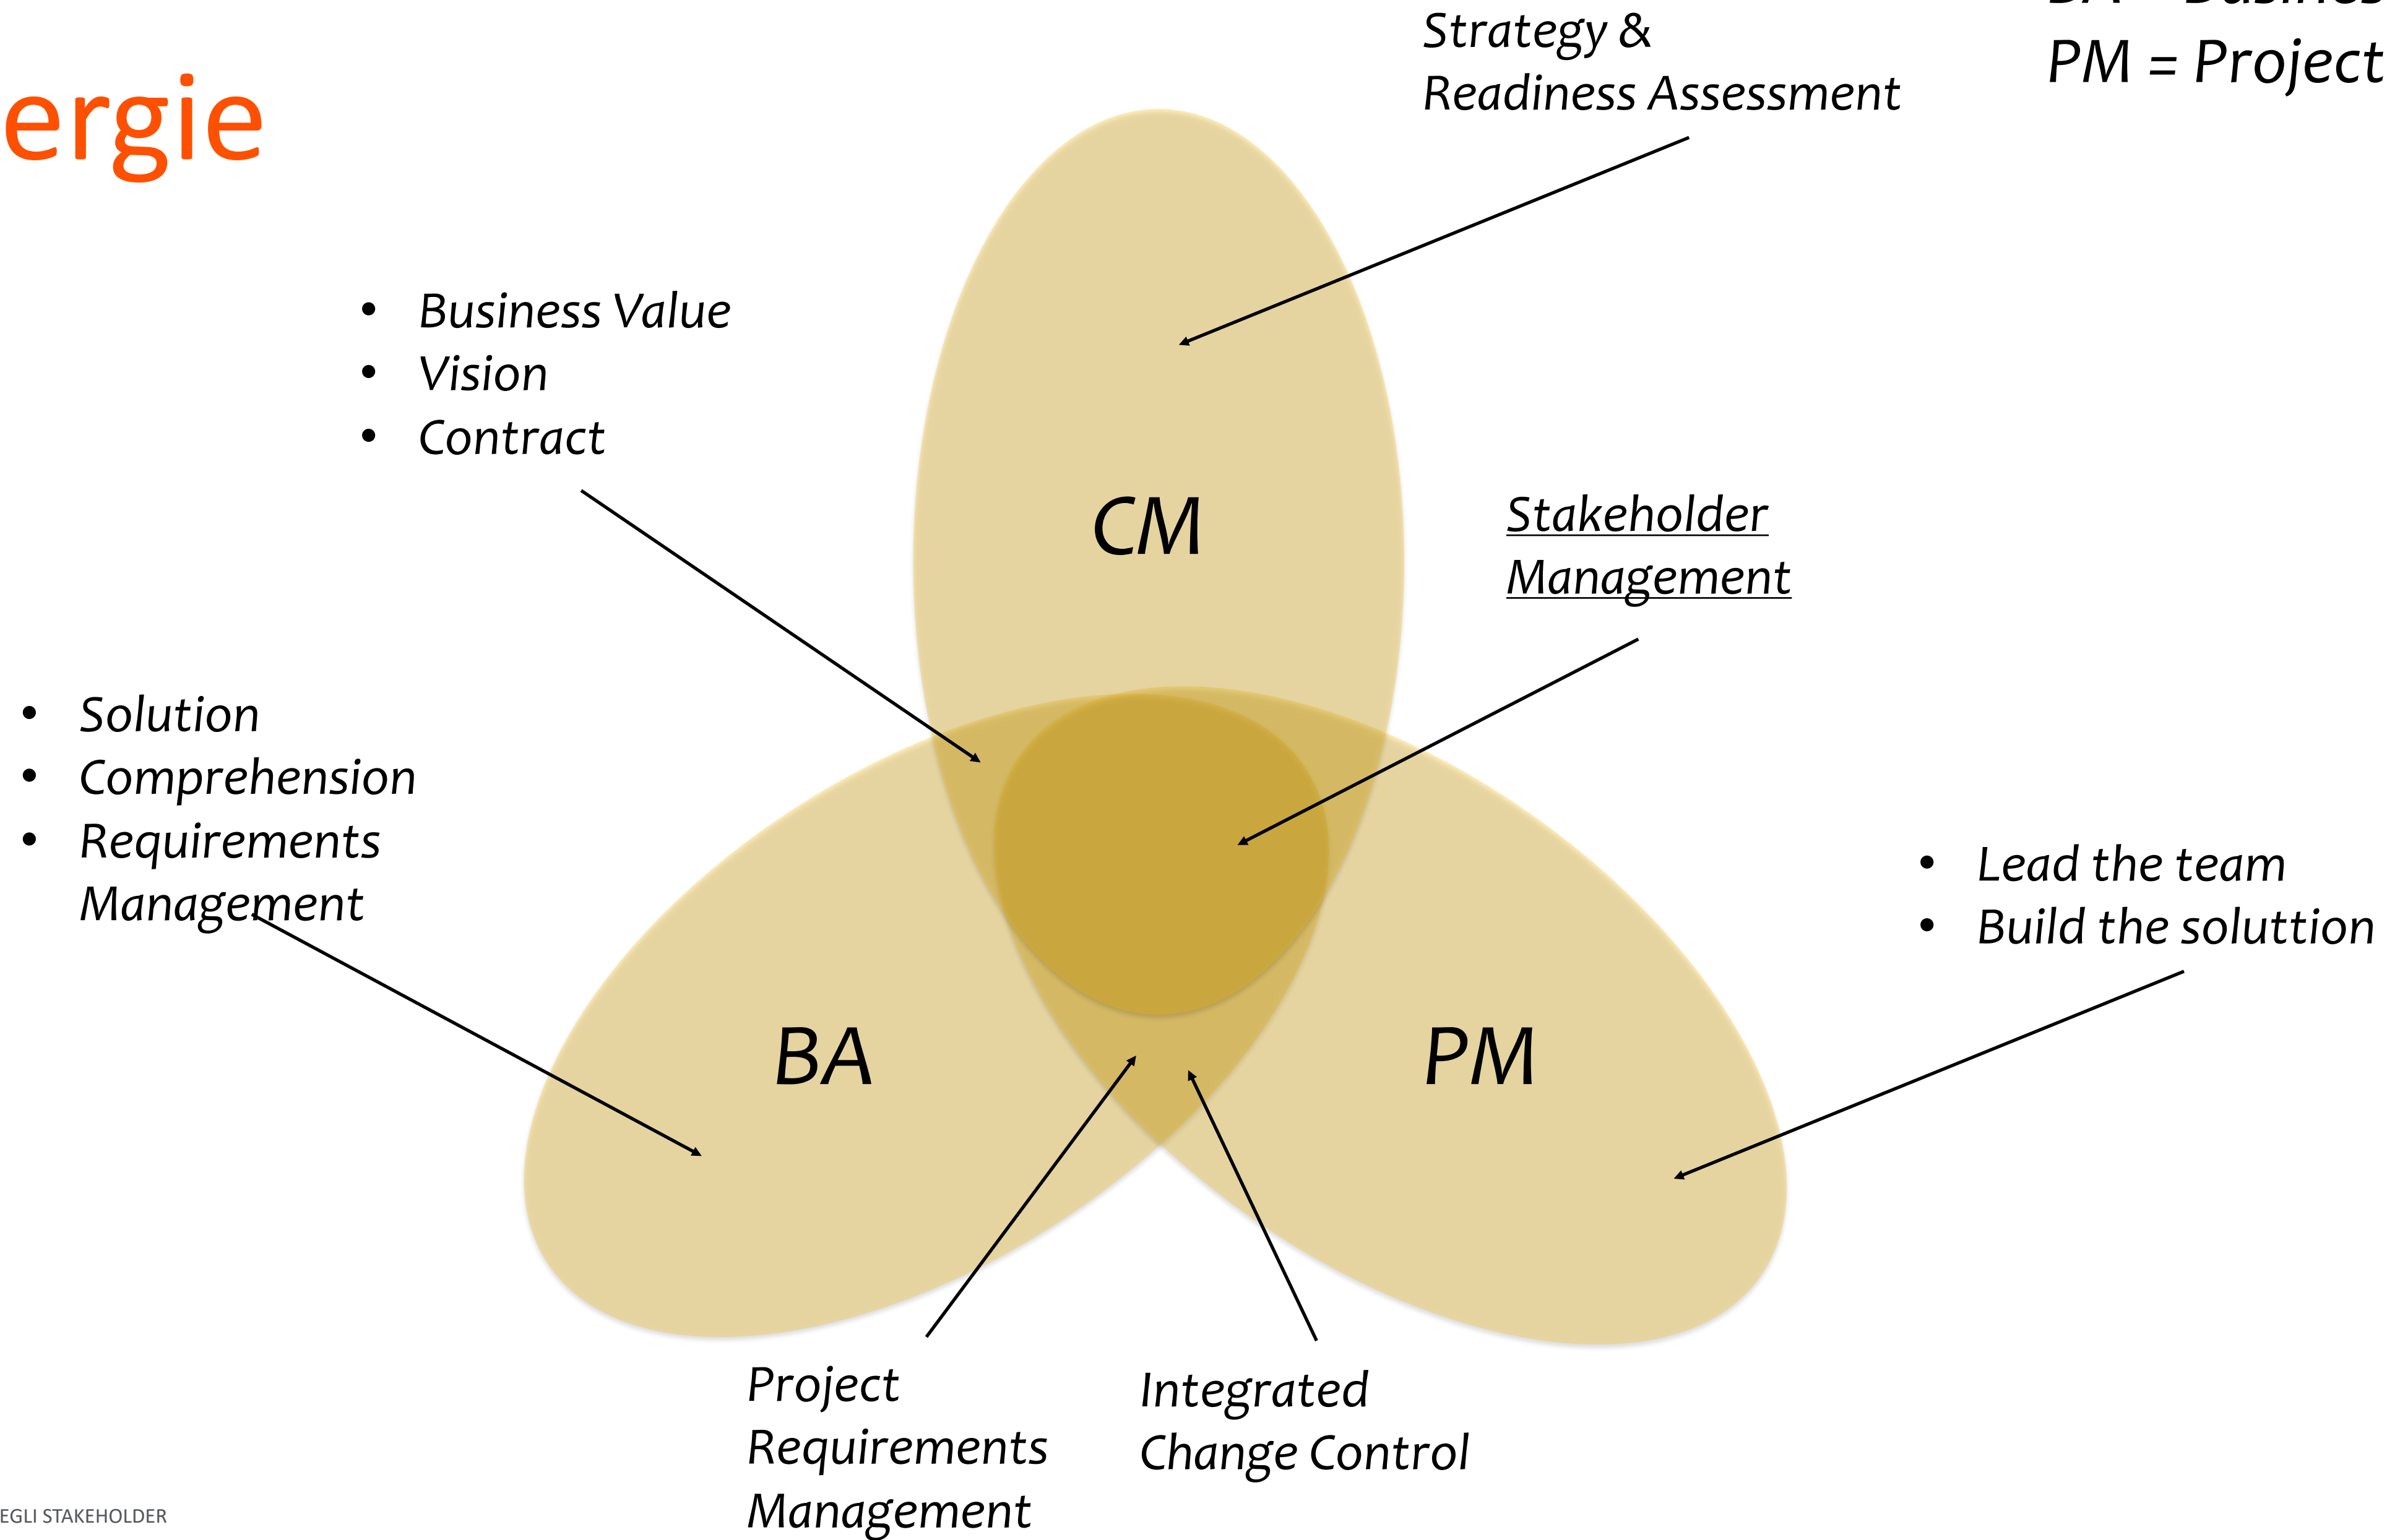 Strategy &
Readiness Assessment
PM = Project
ergie
• Business Value
• Vision
• Contract
CM
Stakeholder
Management
• Solution
• Comprehension
• Requirements
Management
• Lead the team
• Build the soluttion
BA
PM
Project
Requirements
Management
Integrated
Change Control
EGLI STAKEHOLDER